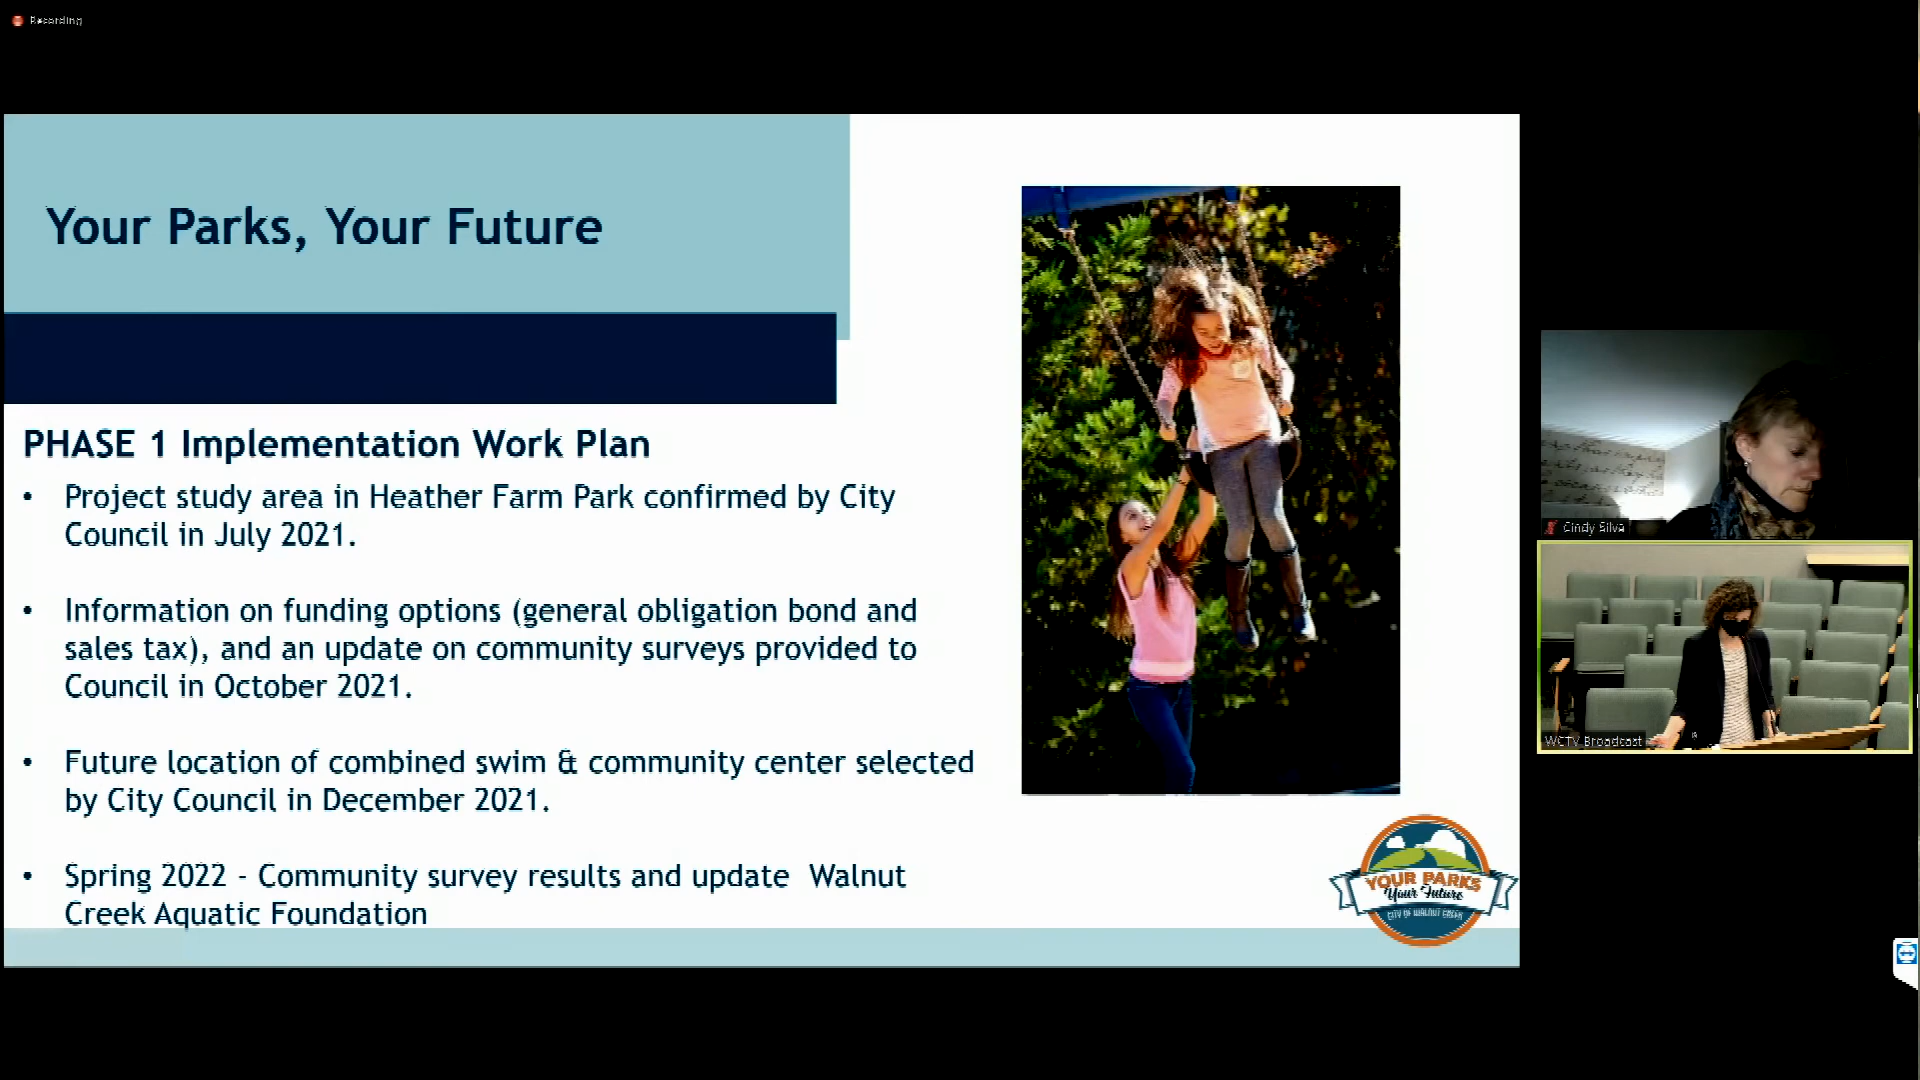 Recording
Your Parks, Your Future
PHASE 1 Implementation Work Plan
• Project study area in Heather Farm Park confirmed by City
Council in July 2021.
• Information on funding options (general obligation bond and
sales tax), and an update on community surveys provided to
Council in October 2021.
• Future location of combined swim & community center selected
by City Council in December 2021.
• Spring 2022 - Community survey results and update  Walnut
Creek Aquatic Foundation
YOUR PARKS
Your Future
CITY OF WALNUT CREEK
Cindy Silva
WCTV Broadcast